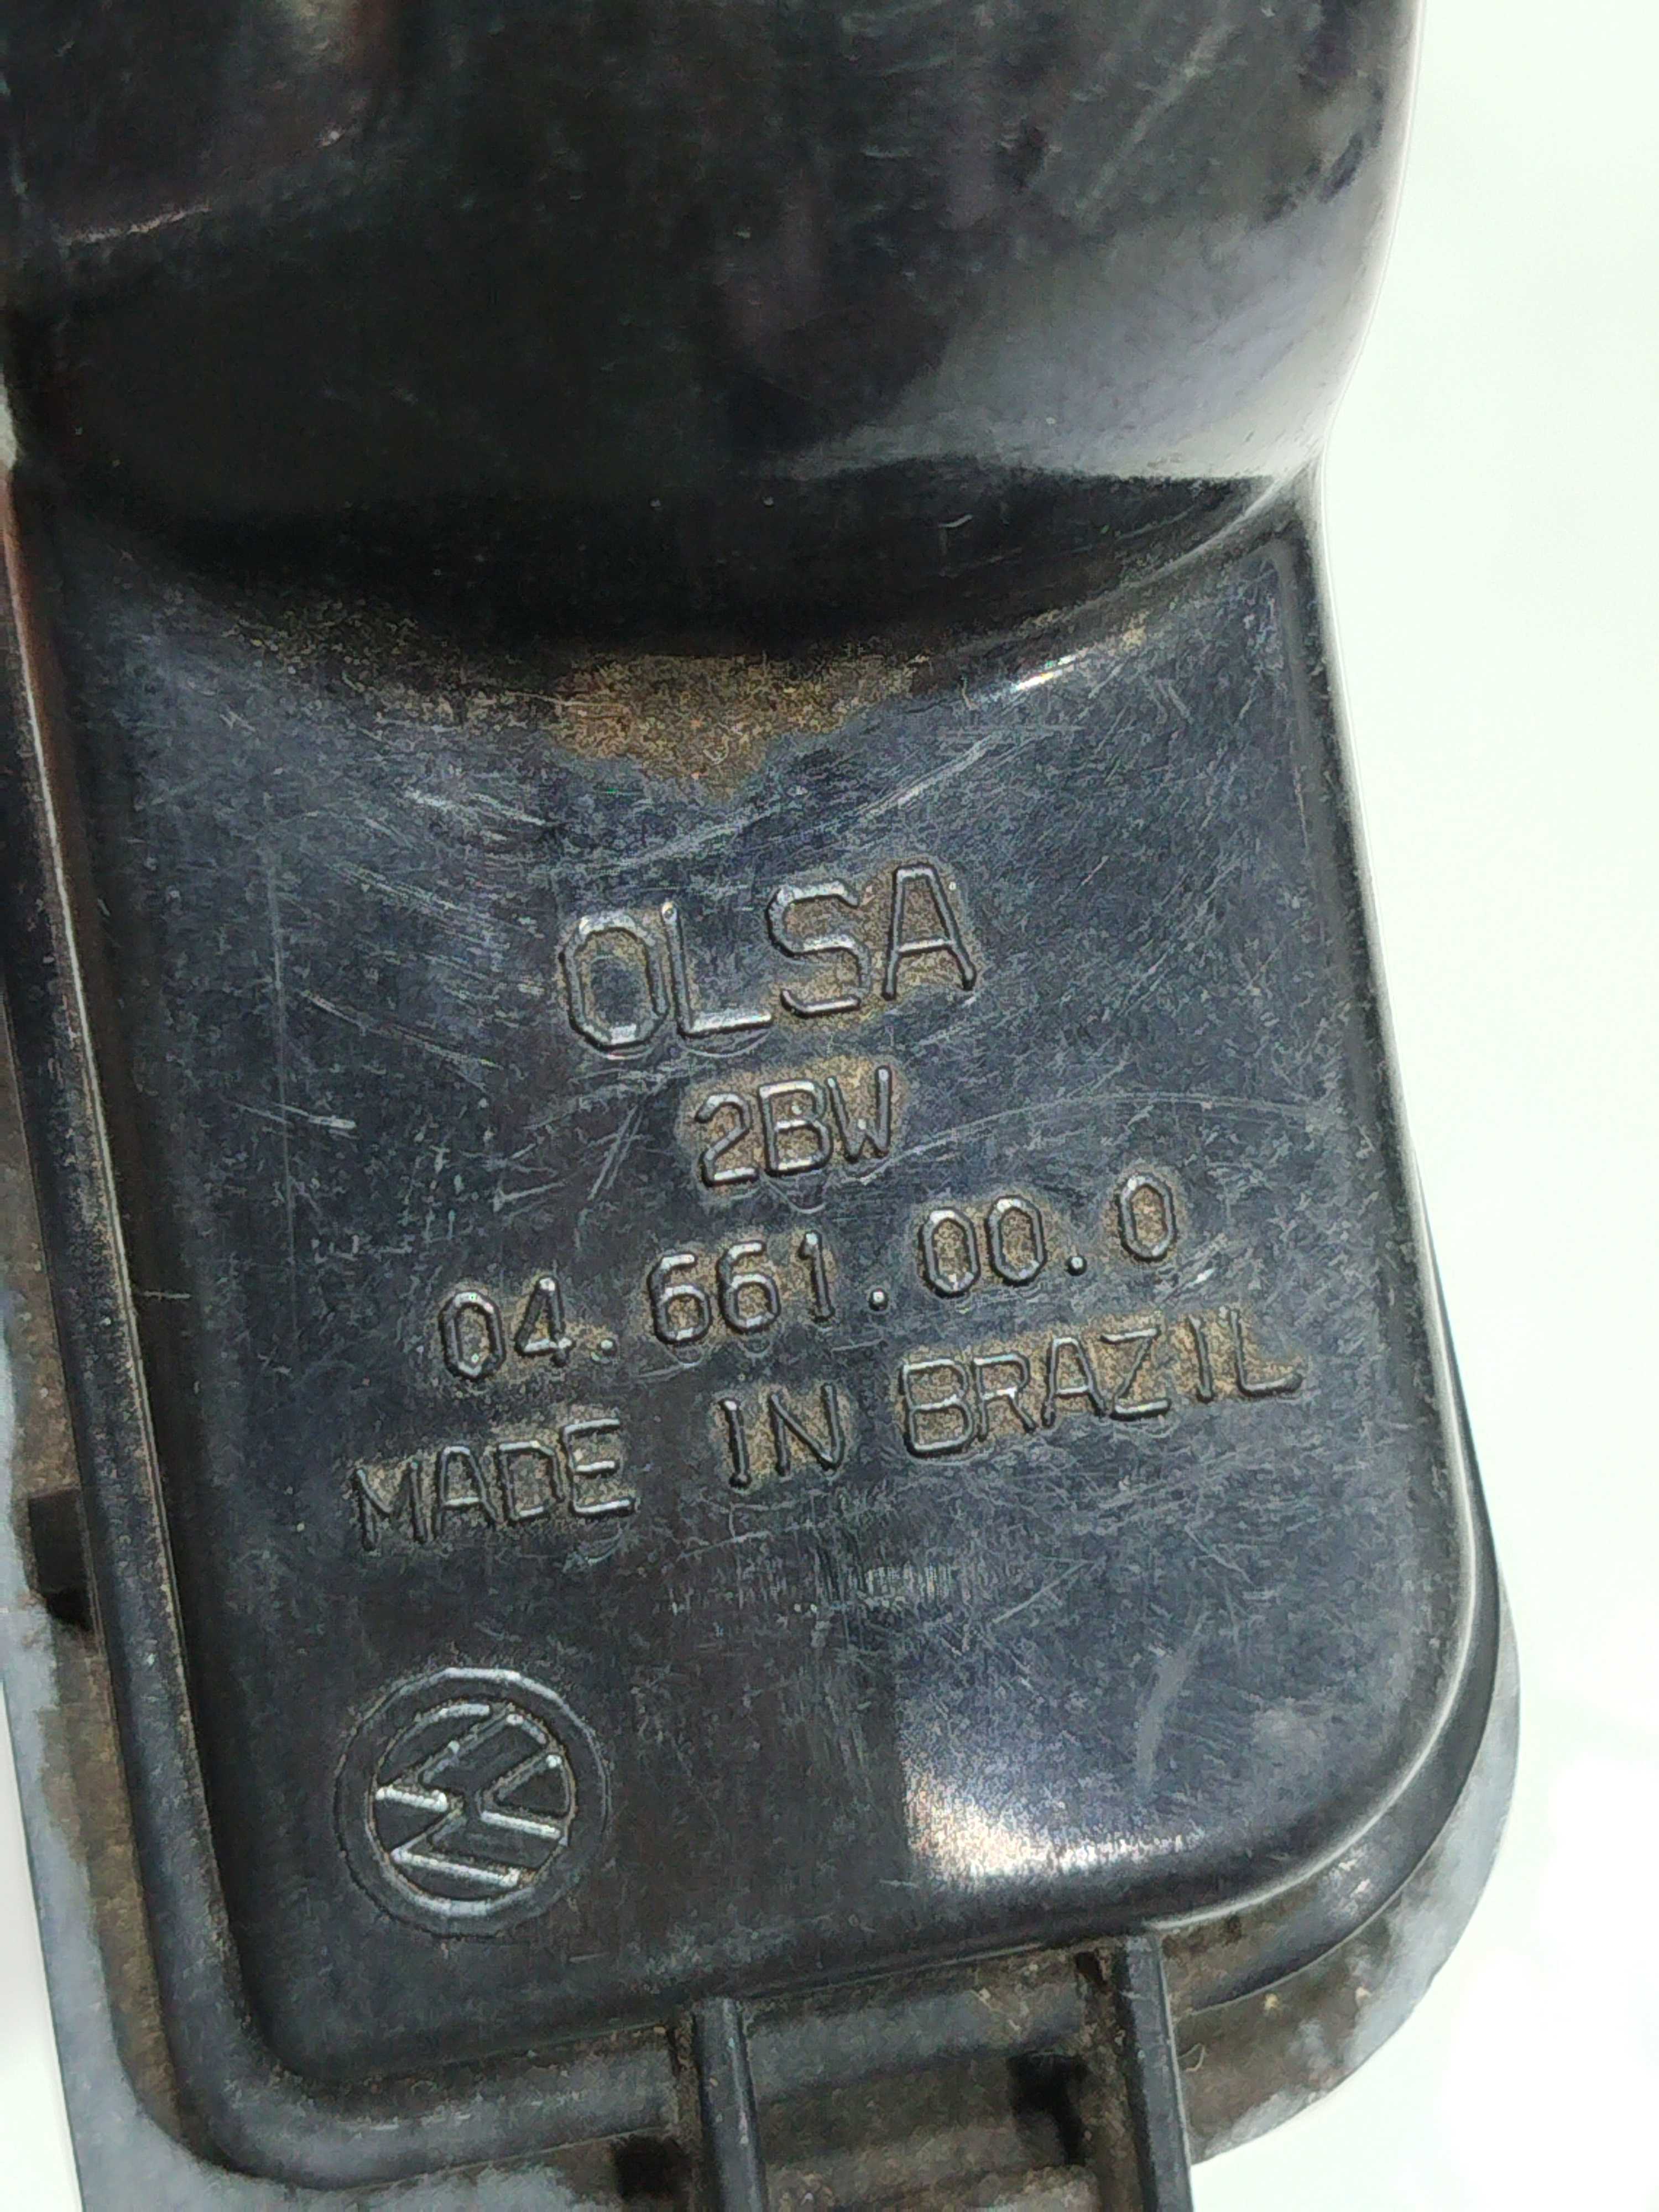 OLSA
2BW
04.661.00.0
MADE IN BRAZIL